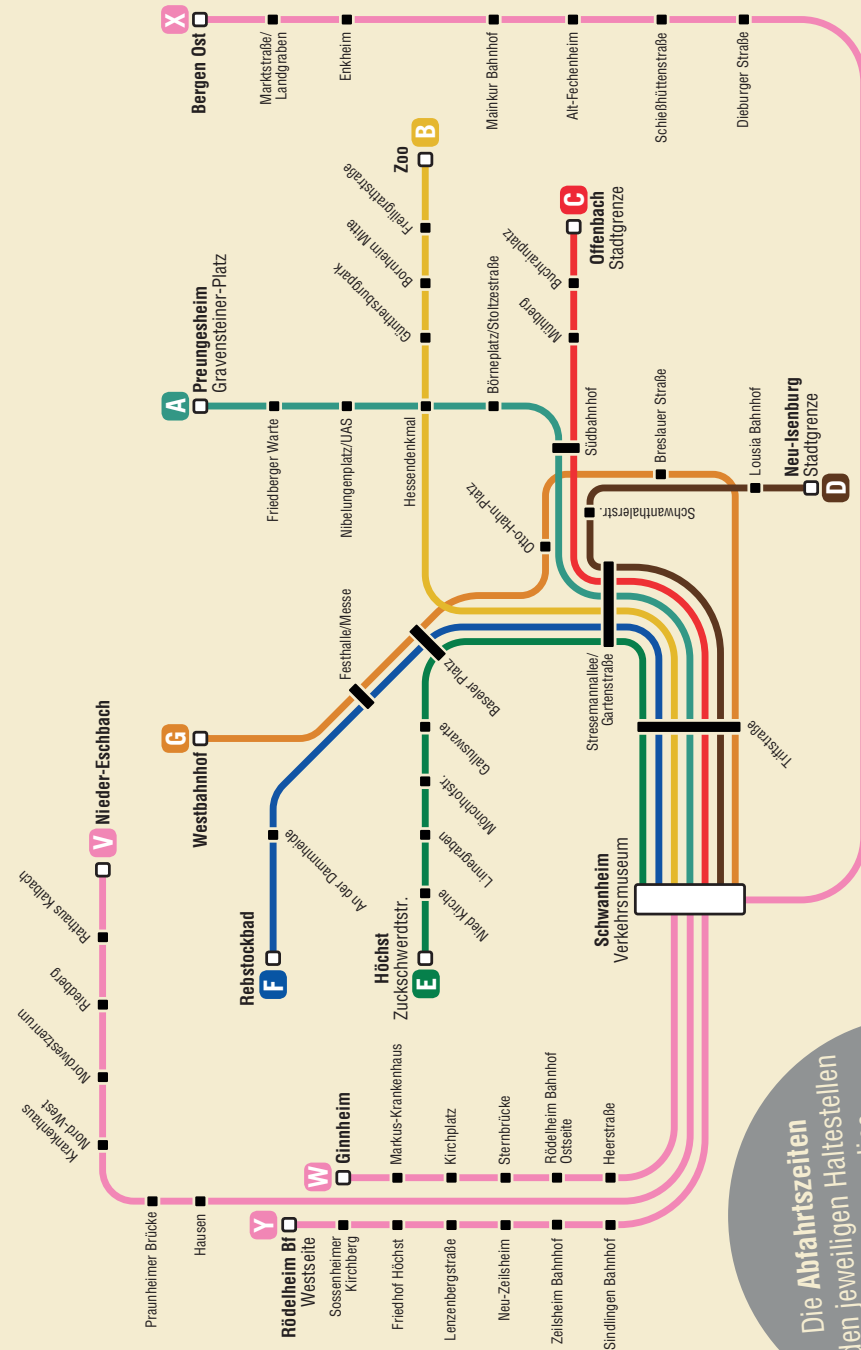 X
Bergen Ost
Marktstraße/
Landgraben
Enkheim
Mainkur Bahnhof
Alt-Fechenheim
Schießhüttenstraße
Dieburger Straße
B
Zoo
Freiligrathstraße
Bornheim Mitte
Günthersburgpark
Hessendenkmal
C
Offenbach
Stadtgrenze
Buchrainplatz
Mühlberg
Südbahnhof
A
Preungesheim
Gravensteiner-Platz
Friedberger Warte
Nibelungenplatz/UAS
Börneplatz/Stoltzestraße
Breslauer Straße
Lousia Bahnhof
Neu-Isenburg
Stadtgrenze
D
Schwanthalerstr.
Otto-Hahn-Platz
Stresemannallee/
Gartenstraße
G
Westbahnhof
Festhalle/Messe
Baseler Platz
Galluswarte
Mönchhofstr.
Linnegraben
Nied Kirche
Triftstraße
V
Nieder-Eschbach
Rathaus Kalbach
Riedberg
Nordwestzenrum
Krankenhaus
Nord-West
Praunheimer Brücke
Hausen
F
Rebstockbad
An der Dammheide
E
Höchst
Zuckschwerdtstr.
Schwanheim
Verkehrsmuseum
W
Ginnheim
Markus-Krankenhaus
Kirchplatz
Sternbrücke
Rödelheim Bahnhof
Ostseite
Heerstraße
Y
Rödelheim Bf
Westseite
Sossenheimer
Kirchberg
Friedhof Höchst
Lenzenbergstraße
Neu-Zeilsheim
Zeilsheim Bahnhof
Sindlingen Bahnhof
Die Abfahrtszeiten
den jeweiligen Haltestellen